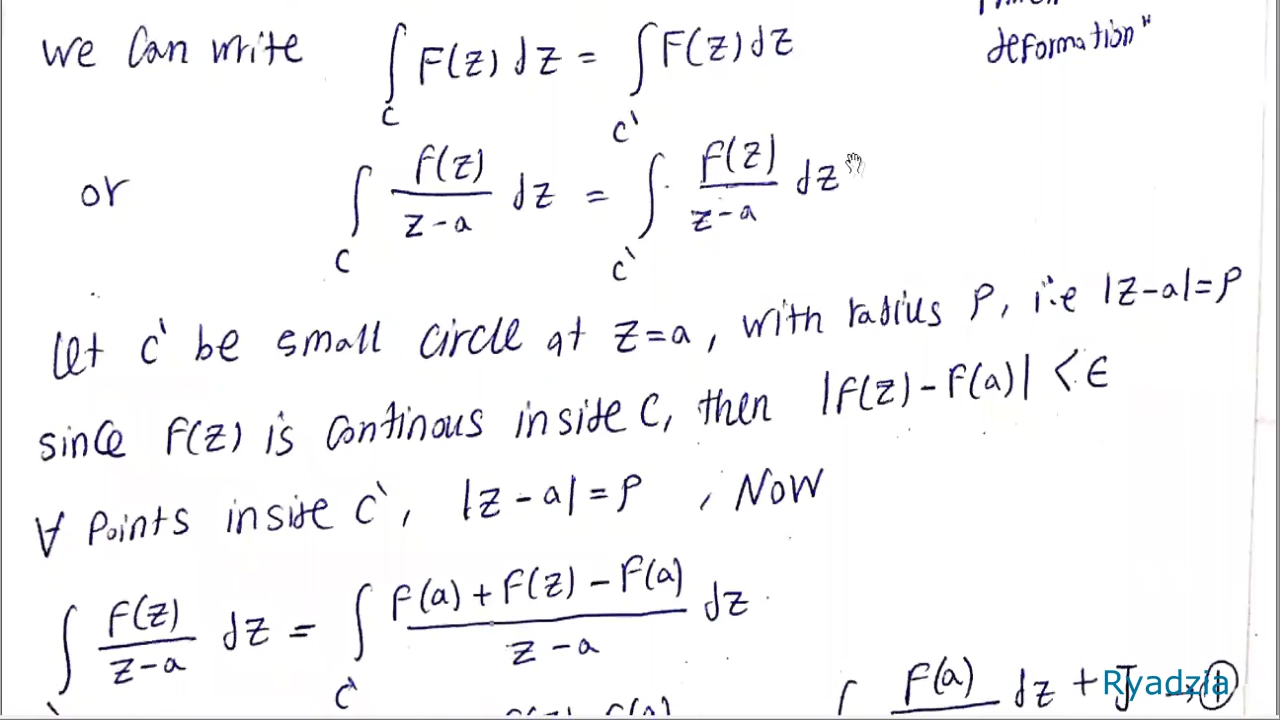 we can write ∫_C F(z) dz = ∫_C' F(z) dz
deformation"
or ∫_C f(z)/(z-a) dz = ∫_C' f(z)/(z-a) dz
Let c' be small circle at z=a, with radius ρ, i.e |z-a|=ρ
since f(z) is continous inside C, then |f(z)-f(a)| < ϵ
∀ points inside c', |z-a|=ρ , Now
∫ f(z)/(z-a) dz = ∫_C' (f(a)+f(z)-f(a))/(z-a) dz
∫ f(a) dz + J → ①
Ryadzia